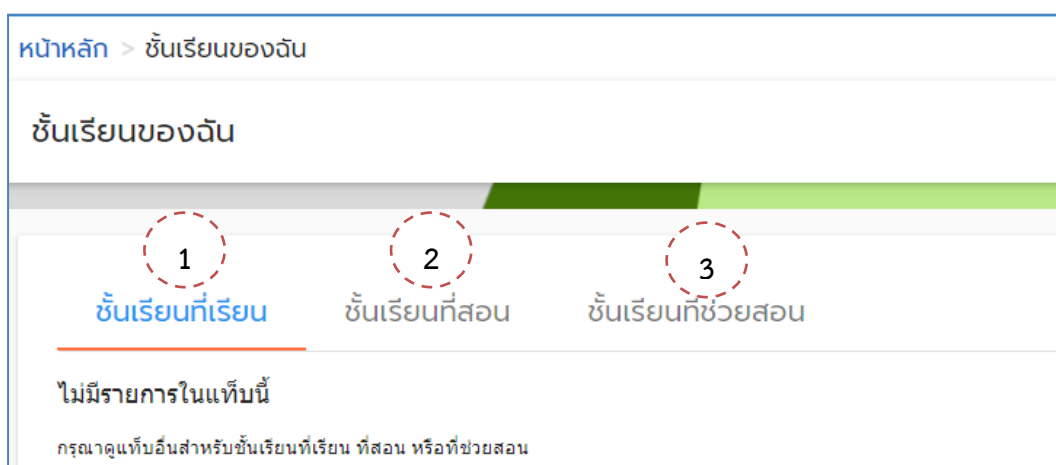 หน้าหลัก > ชั้นเรียนของฉัน
ชั้นเรียนของฉัน
1 2 3
ชั้นเรียนที่เรียน ชั้นเรียนที่สอน ชั้นเรียนที่ช่วยสอน
ไม่มีรายการในแท็บนี้
กรุณาดูแท็บอื่นสำหรับชั้นเรียนที่เรียน ที่สอน หรือที่ช่วยสอน